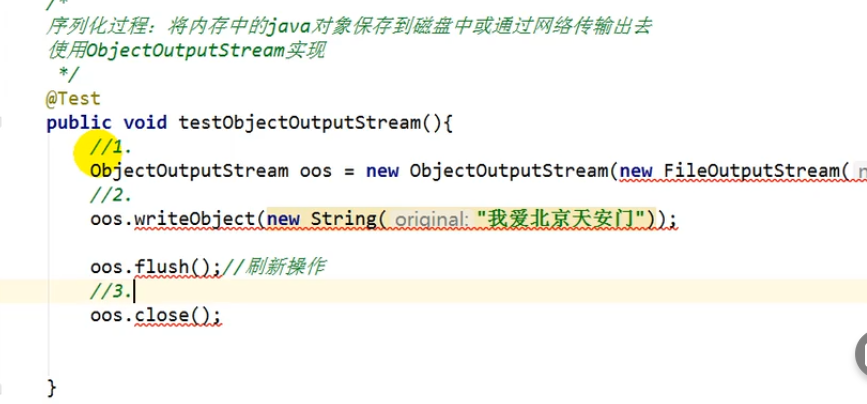 /*
序列化过程：将内存中的java对象保存到磁盘中或通过网络传输出去
使用ObjectOutputStream实现
*/
@Test
public void testObjectOutputStream(){
//1.
ObjectOutputStream oos = new ObjectOutputStream(new FileOutputStream(
//2.
oos.writeObject(new String( original: "我爱北京天安门"));
oos.flush();//刷新操作
//3.
oos.close();
}